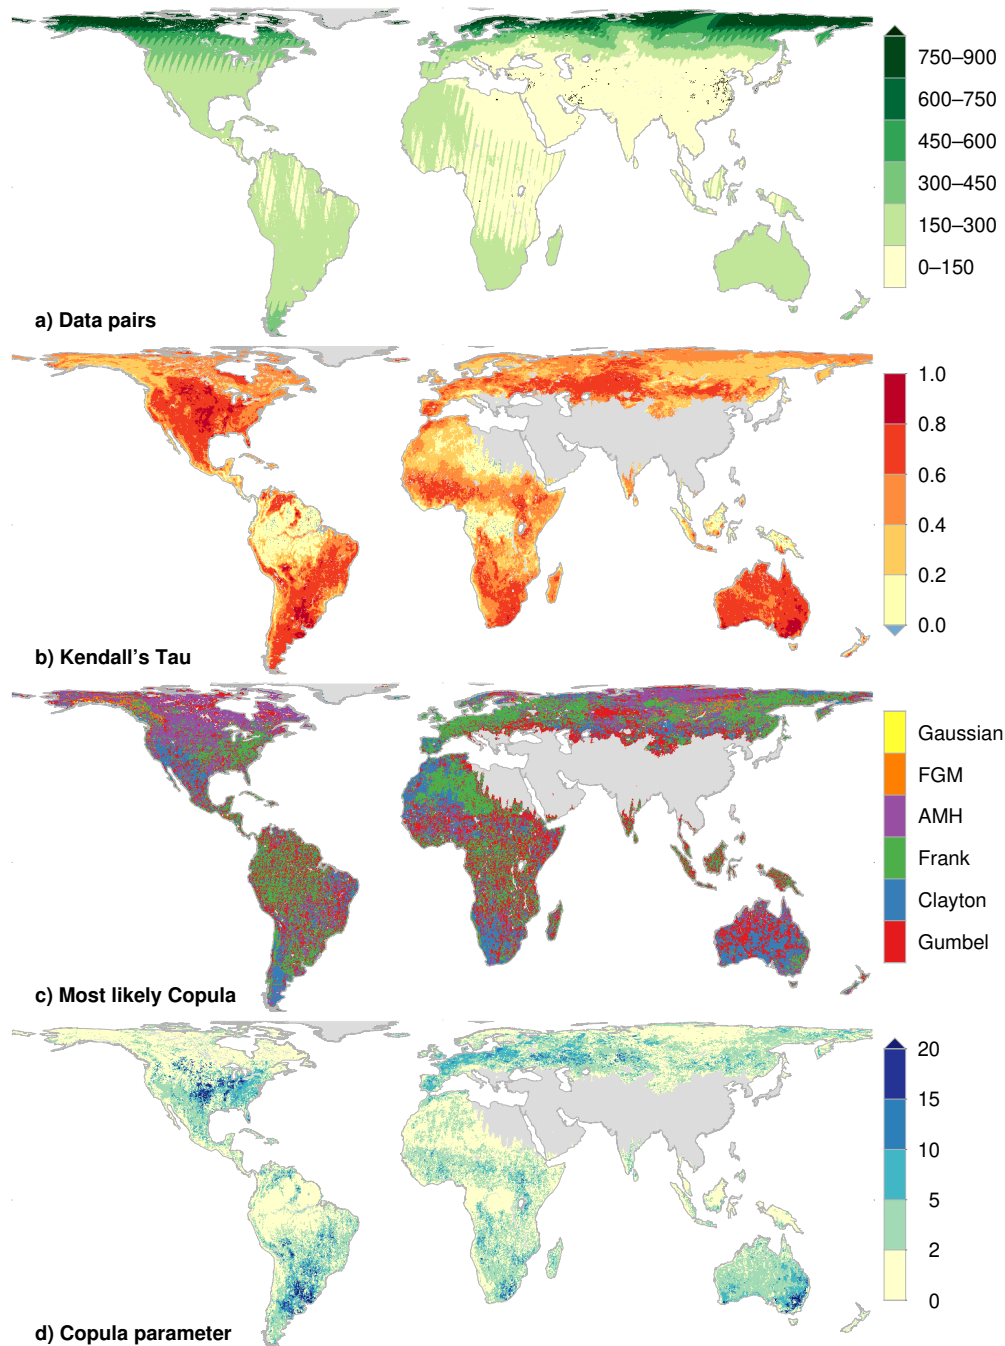 750–900
600–750
450–600
300–450
150–300
0–150
a) Data pairs
1.0
0.8
0.6
0.4
0.2
0.0
b) Kendall's Tau
Gaussian
FGM
AMH
Frank
Clayton
Gumbel
c) Most likely Copula
20
15
10
5
2
0
d) Copula parameter